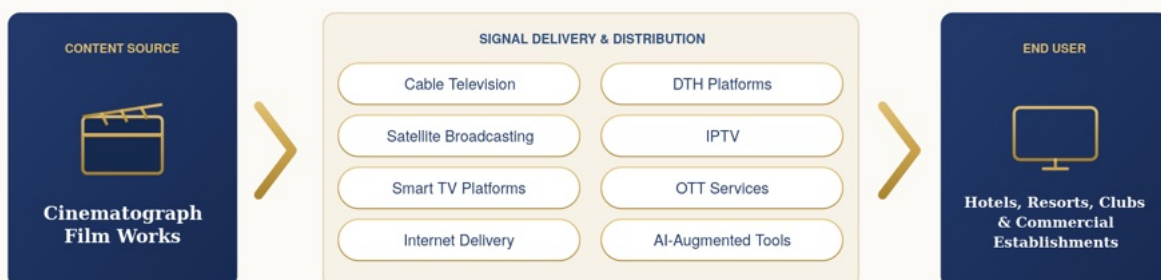 CONTENT SOURCE
Cinematograph
Film Works
SIGNAL DELIVERY & DISTRIBUTION
Cable Television
DTH Platforms
Satellite Broadcasting
IPTV
Smart TV Platforms
OTT Services
Internet Delivery
AI-Augmented Tools
END USER
Hotels, Resorts, Clubs
& Commercial
Establishments